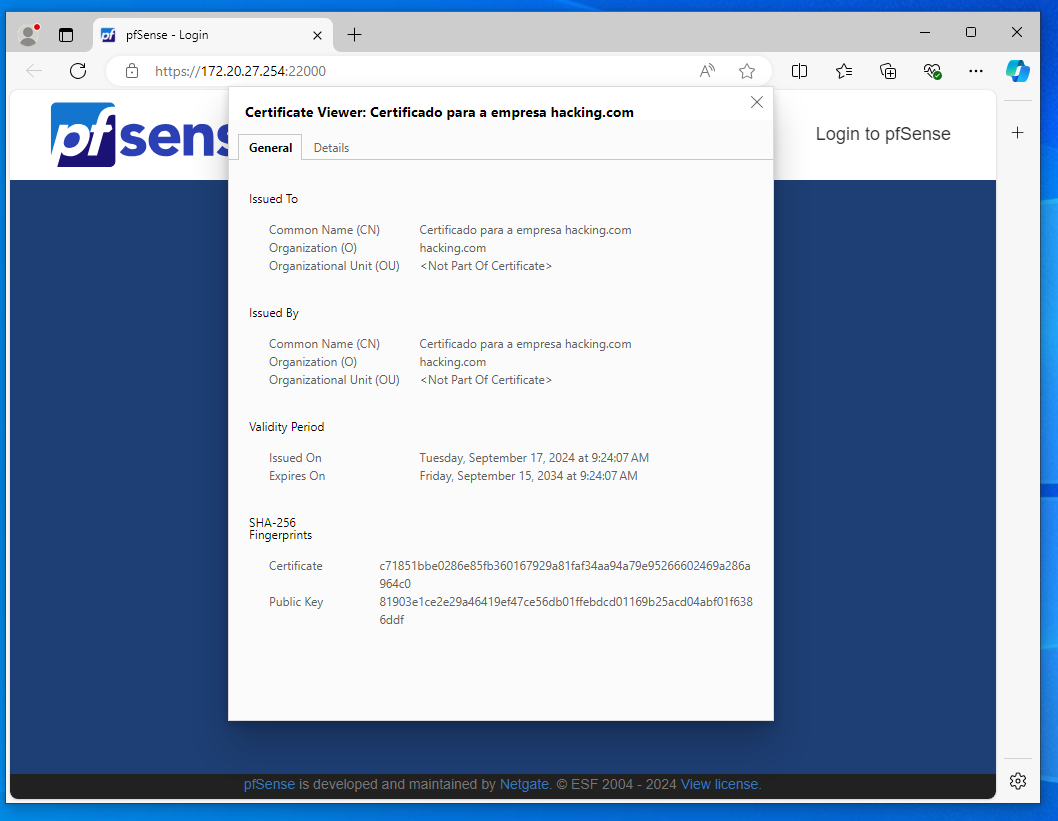 pfSense - Login
https://172.20.27.254:22000
pfsens
Login to pfSense
Certificate Viewer: Certificado para a empresa hacking.com
General Details
Issued To
Common Name (CN) Certificado para a empresa hacking.com
Organization (O) hacking.com
Organizational Unit (OU) <Not Part Of Certificate>
Issued By
Common Name (CN) Certificado para a empresa hacking.com
Organization (O) hacking.com
Organizational Unit (OU) <Not Part Of Certificate>
Validity Period
Issued On Tuesday, September 17, 2024 at 9:24:07 AM
Expires On Friday, September 15, 2034 at 9:24:07 AM
SHA-256
Fingerprints
Certificate c71851bbe0286e85fb360167929a81faf34aa94a79e95266602469a286a
964c0
Public Key 81903e1ce2e29a46419ef47ce56db01ffebdcd01169b25acd04abf01f638
6ddf
pfSense is developed and maintained by Netgate. © ESF 2004 - 2024 View license.